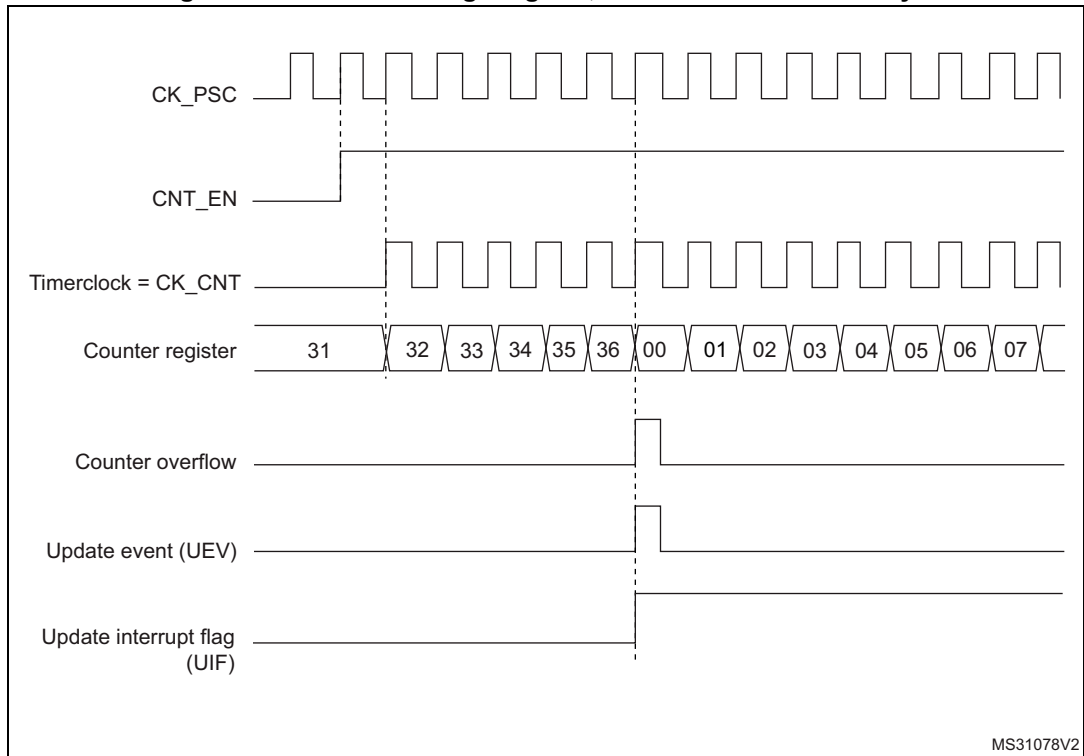 CK_PSC
CNT_EN
Timerclock = CK_CNT
Counter register 31 32 33 34 35 36 00 01 02 03 04 05 06 07
Counter overflow
Update event (UEV)
Update interrupt flag
(UIF)
MS31078V2